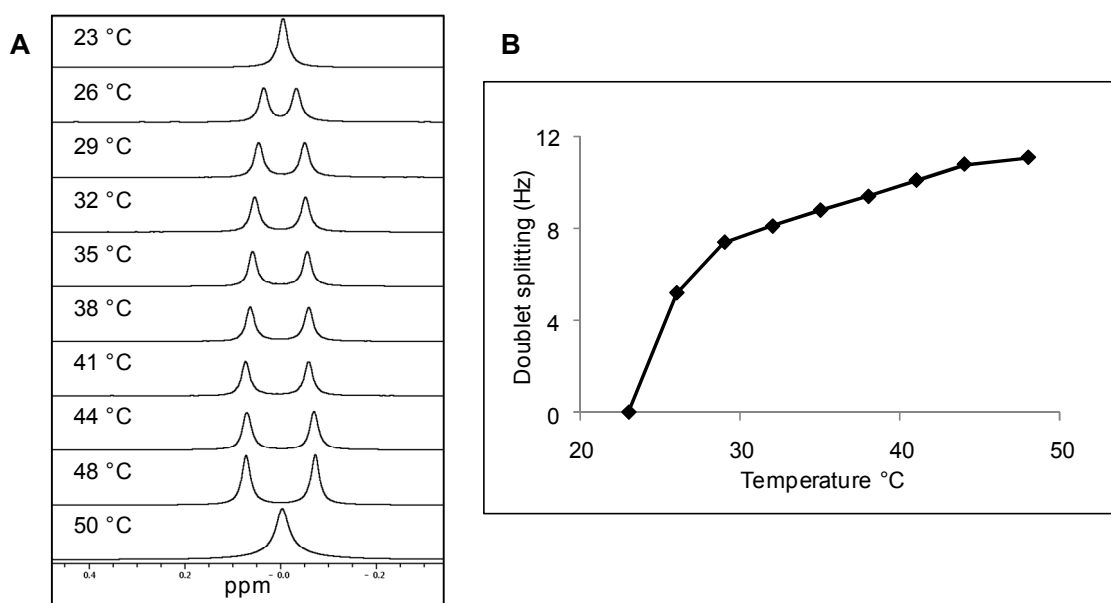 A
23 °C
26 °C
29 °C
32 °C
35 °C
38 °C
41 °C
44 °C
48 °C
50 °C
0.4 0.2 - 0.0 - 0.2
ppm
B
Doublet splitting (Hz)
12
8
4
0
20 30 40 50
Temperature °C